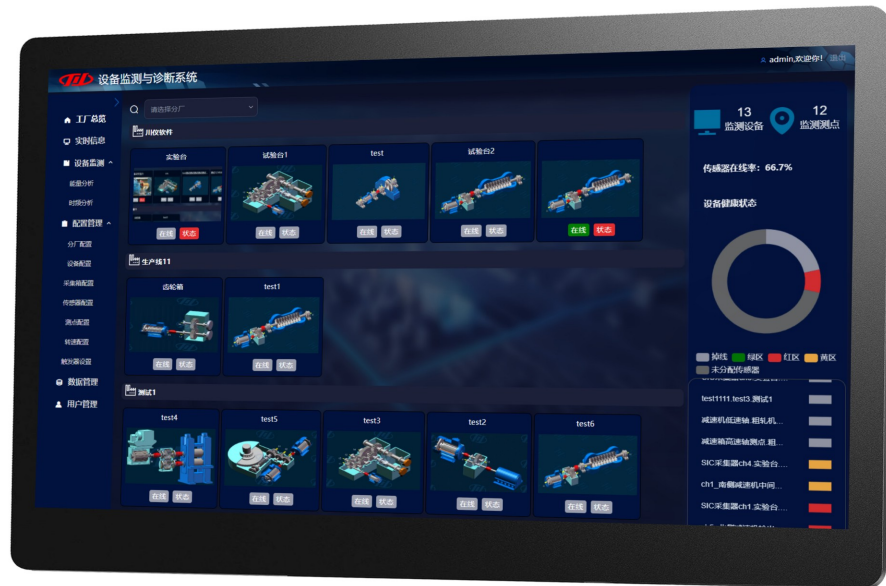 设备监测与诊断系统
admin,欢迎你! 退出
工厂总览
实时信息
设备监测
能量分析
时频分析
配置管理
分厂配置
设备配置
采集箱配置
传感器配置
测点配置
转速配置
触发器设置
数据管理
用户管理
请选择分厂
川仪软件
实验台
试验台1
test
试验台2
在线 状态
在线 状态
在线 状态
在线 状态
在线 状态
生产线11
齿轮箱
test1
在线 状态
在线 状态
测试1
test4
test5
test3
test2
test6
在线 状态
在线 状态
在线 状态
在线 状态
在线 状态
13
监测设备
12
监测测点
传感器在线率: 66.7%
设备健康状态
掉线 绿区 红区 黄区
未分配传感器
test1111.test3.测试1
减速机低速轴.粗轧机...
减速箱高速轴测点.粗...
SIC采集器ch4.实验台....
ch1_南侧减速机中间...
SIC采集器ch1.实验台....